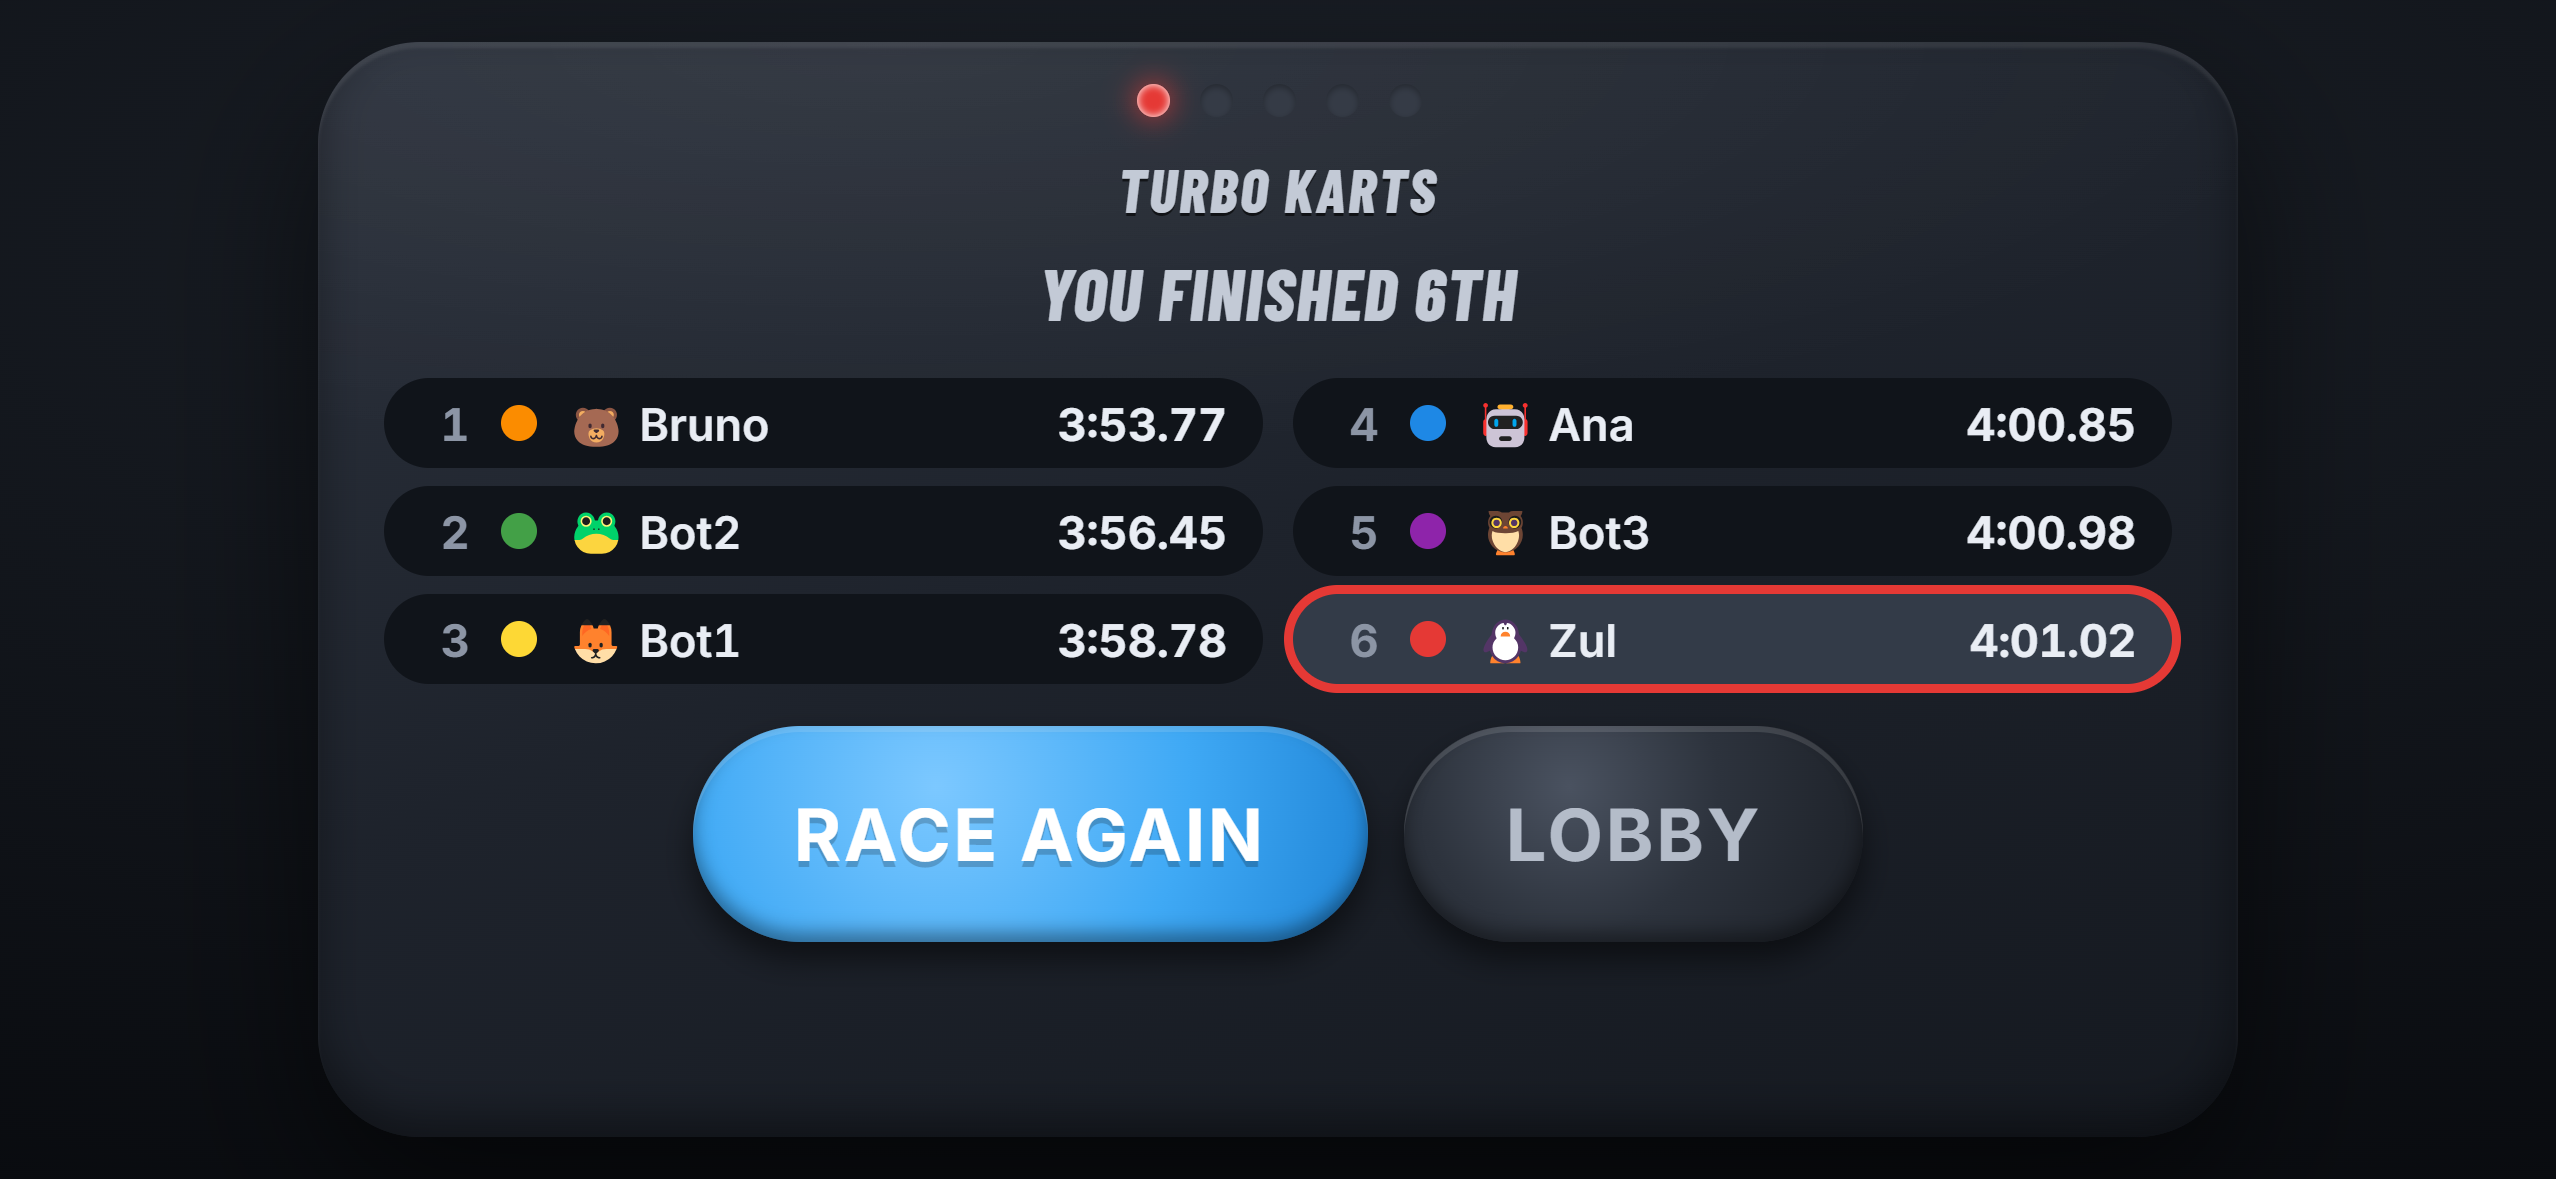 TURBO KARTS
YOU FINISHED 6TH
1 Bruno 3:53.77
2 Bot2 3:56.45
3 Bot1 3:58.78
4 Ana 4:00.85
5 Bot3 4:00.98
6 Zul 4:01.02
RACE AGAIN
LOBBY